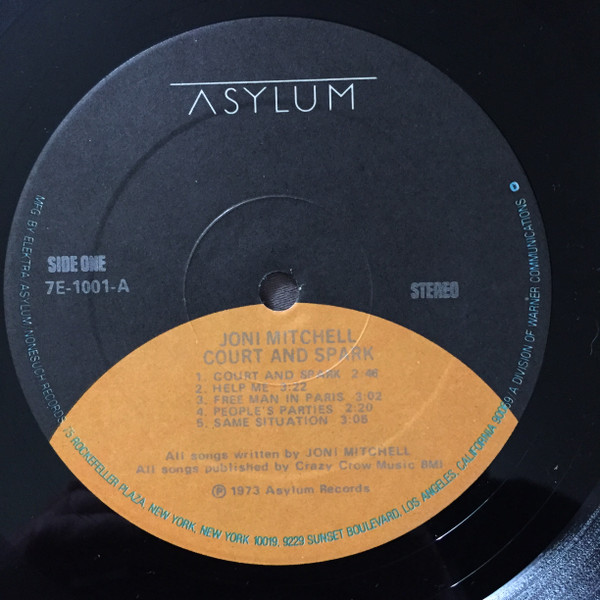 ASYLUM
SIDE ONE
7E-1001-A
STEREO
JONI MITCHELL
COURT AND SPARK
1. COURT AND SPARK 2:46
2. HELP ME 3:22
3. FREE MAN IN PARIS 3:02
4. PEOPLE'S PARTIES 2:20
5. SAME SITUATION 3:05
All songs written by JONI MITCHELL
All songs published by Crazy Crow Music BMI
Ⓟ 1973 Asylum Records
MFG. BY ELEKTRA/ASYLUM/NONESUCH RECORDS, 15 ROCKEFELLER PLAZA, NEW YORK, NEW YORK 10019, 9229 SUNSET BOULEVARD, LOS ANGELES, CALIFORNIA 90069 A DIVISION OF WARNER COMMUNICATIONS